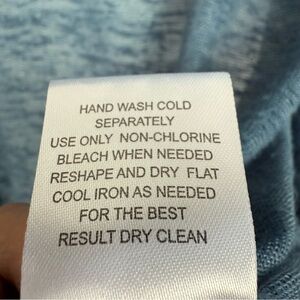 HAND WASH COLD
SEPARATELY
USE ONLY NON-CHLORINE
BLEACH WHEN NEEDED
RESHAPE AND DRY FLAT
COOL IRON AS NEEDED
FOR THE BEST
RESULT DRY CLEAN